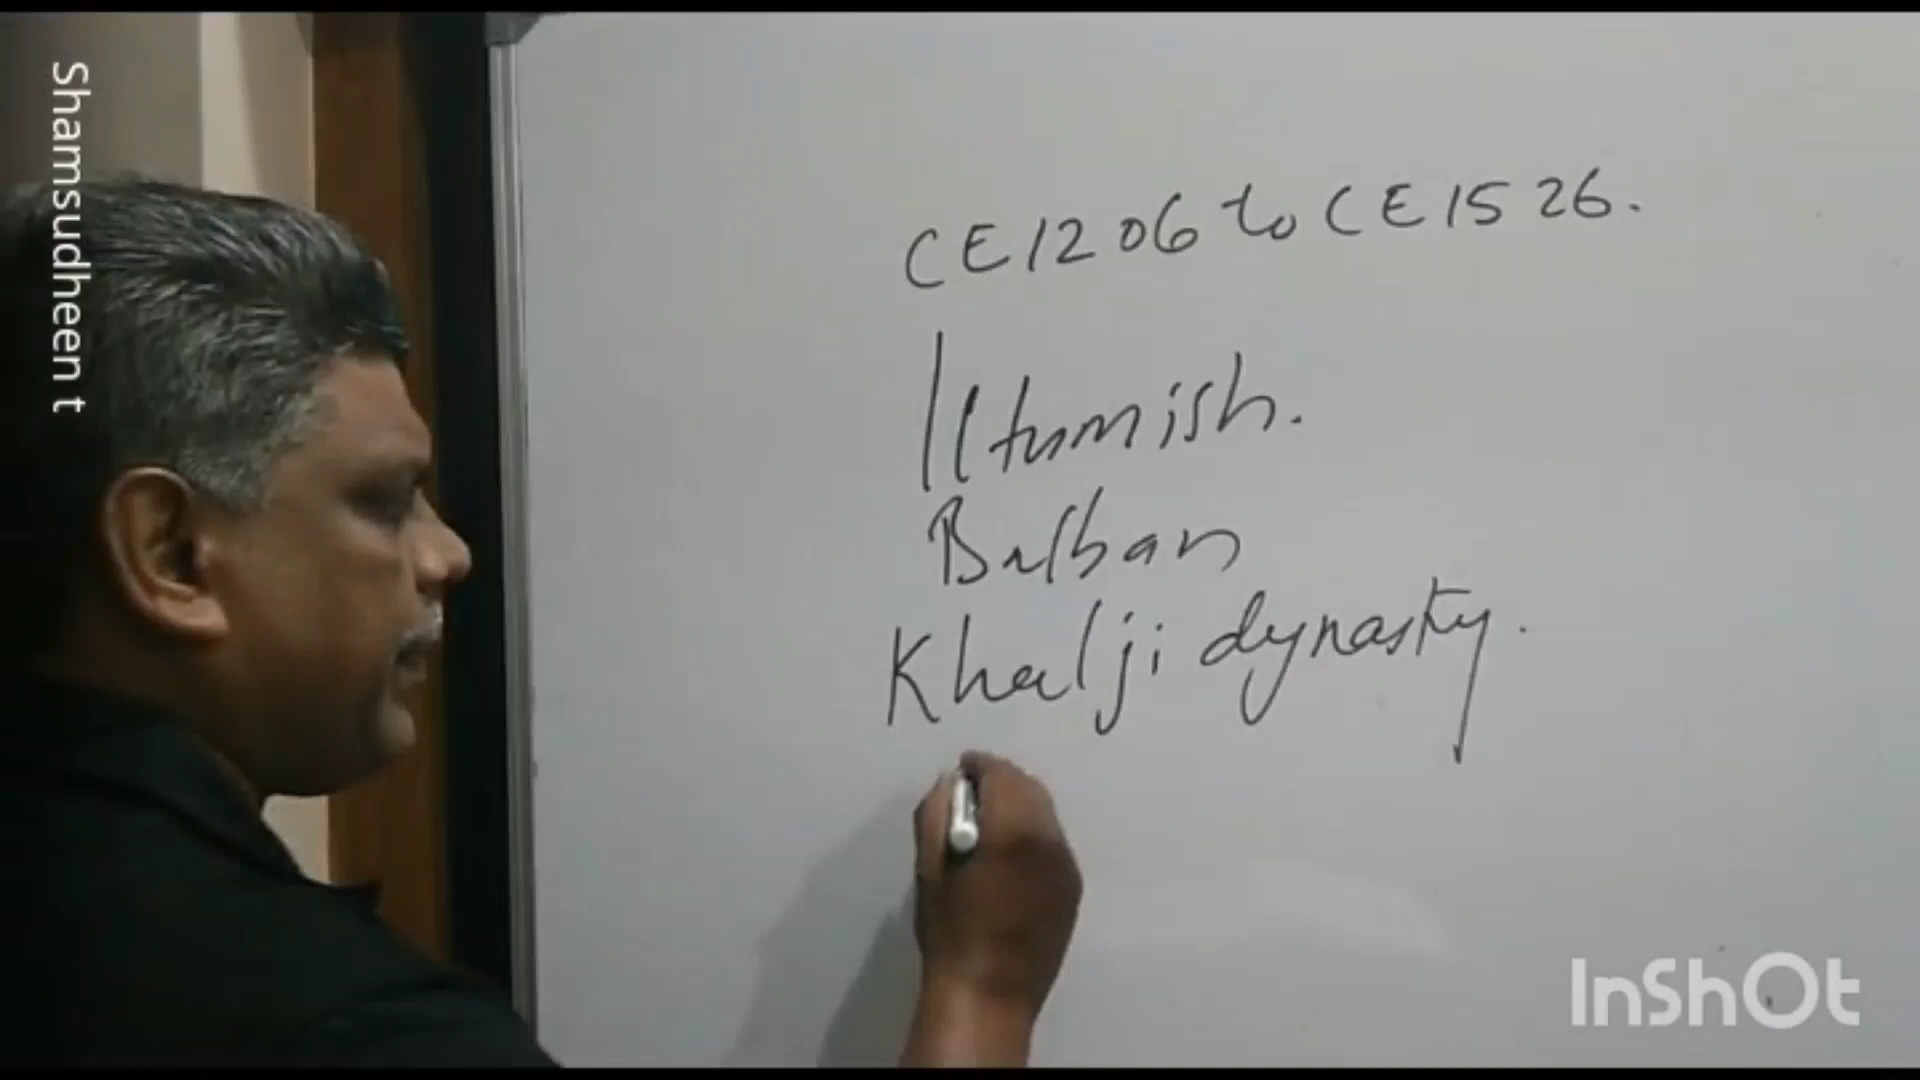 Shamsudheen t
CE 1206 to CE 1526.
Iltumish.
Balban
Khalji dynasty.
InShOt